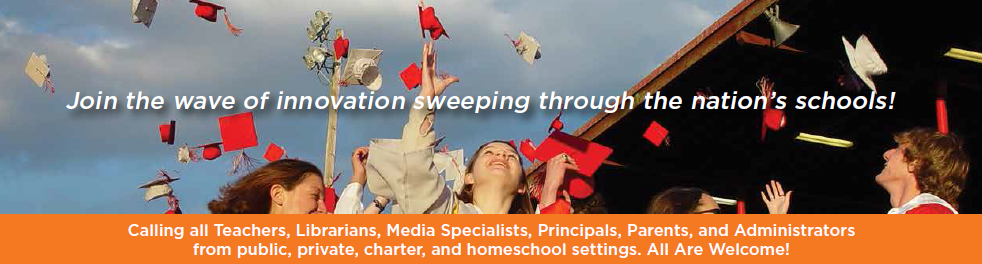 Join the wave of innovation sweeping through the nation's schools!
Calling all Teachers, Librarians, Media Specialists, Principals, Parents, and Administrators
from public, private, charter, and homeschool settings. All Are Welcome!